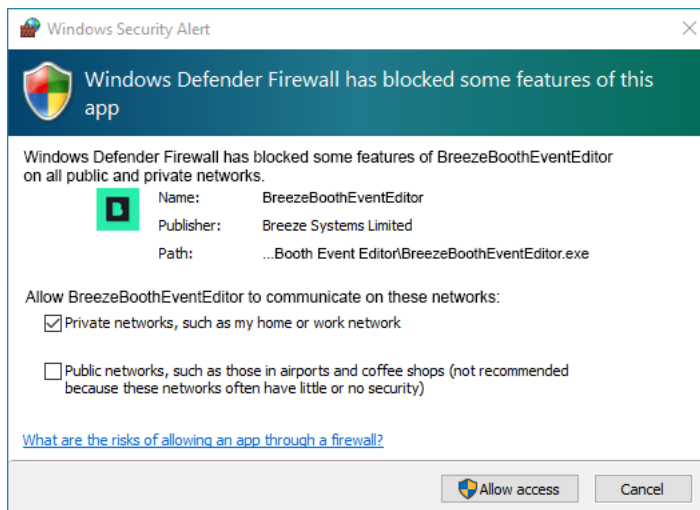 Windows Security Alert
Windows Defender Firewall has blocked some features of this
app
Windows Defender Firewall has blocked some features of BreezeBoothEventEditor
on all public and private networks.
B
Name: BreezeBoothEventEditor
Publisher: Breeze Systems Limited
Path: ...Booth Event Editor\BreezeBoothEventEditor.exe
Allow BreezeBoothEventEditor to communicate on these networks:
Private networks, such as my home or work network
Public networks, such as those in airports and coffee shops (not recommended
because these networks often have little or no security)
What are the risks of allowing an app through a firewall?
Allow access Cancel